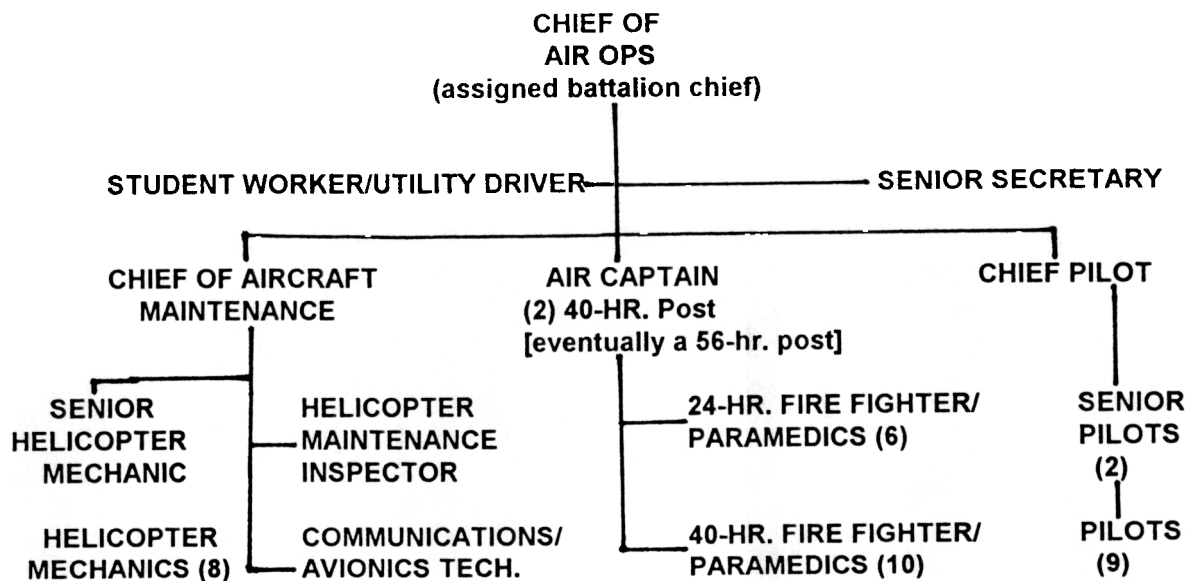 CHIEF OF
AIR OPS
(assigned battalion chief)
STUDENT WORKER/UTILITY DRIVER
SENIOR SECRETARY
CHIEF OF AIRCRAFT
MAINTENANCE
AIR CAPTAIN
(2) 40-HR. Post
[eventually a 56-hr. post]
CHIEF PILOT
SENIOR
HELICOPTER
MECHANIC
HELICOPTER
MAINTENANCE
INSPECTOR
24-HR. FIRE FIGHTER/
PARAMEDICS (6)
SENIOR
PILOTS
(2)
HELICOPTER
MECHANICS (8)
COMMUNICATIONS/
AVIONICS TECH.
40-HR. FIRE FIGHTER/
PARAMEDICS (10)
PILOTS
(9)